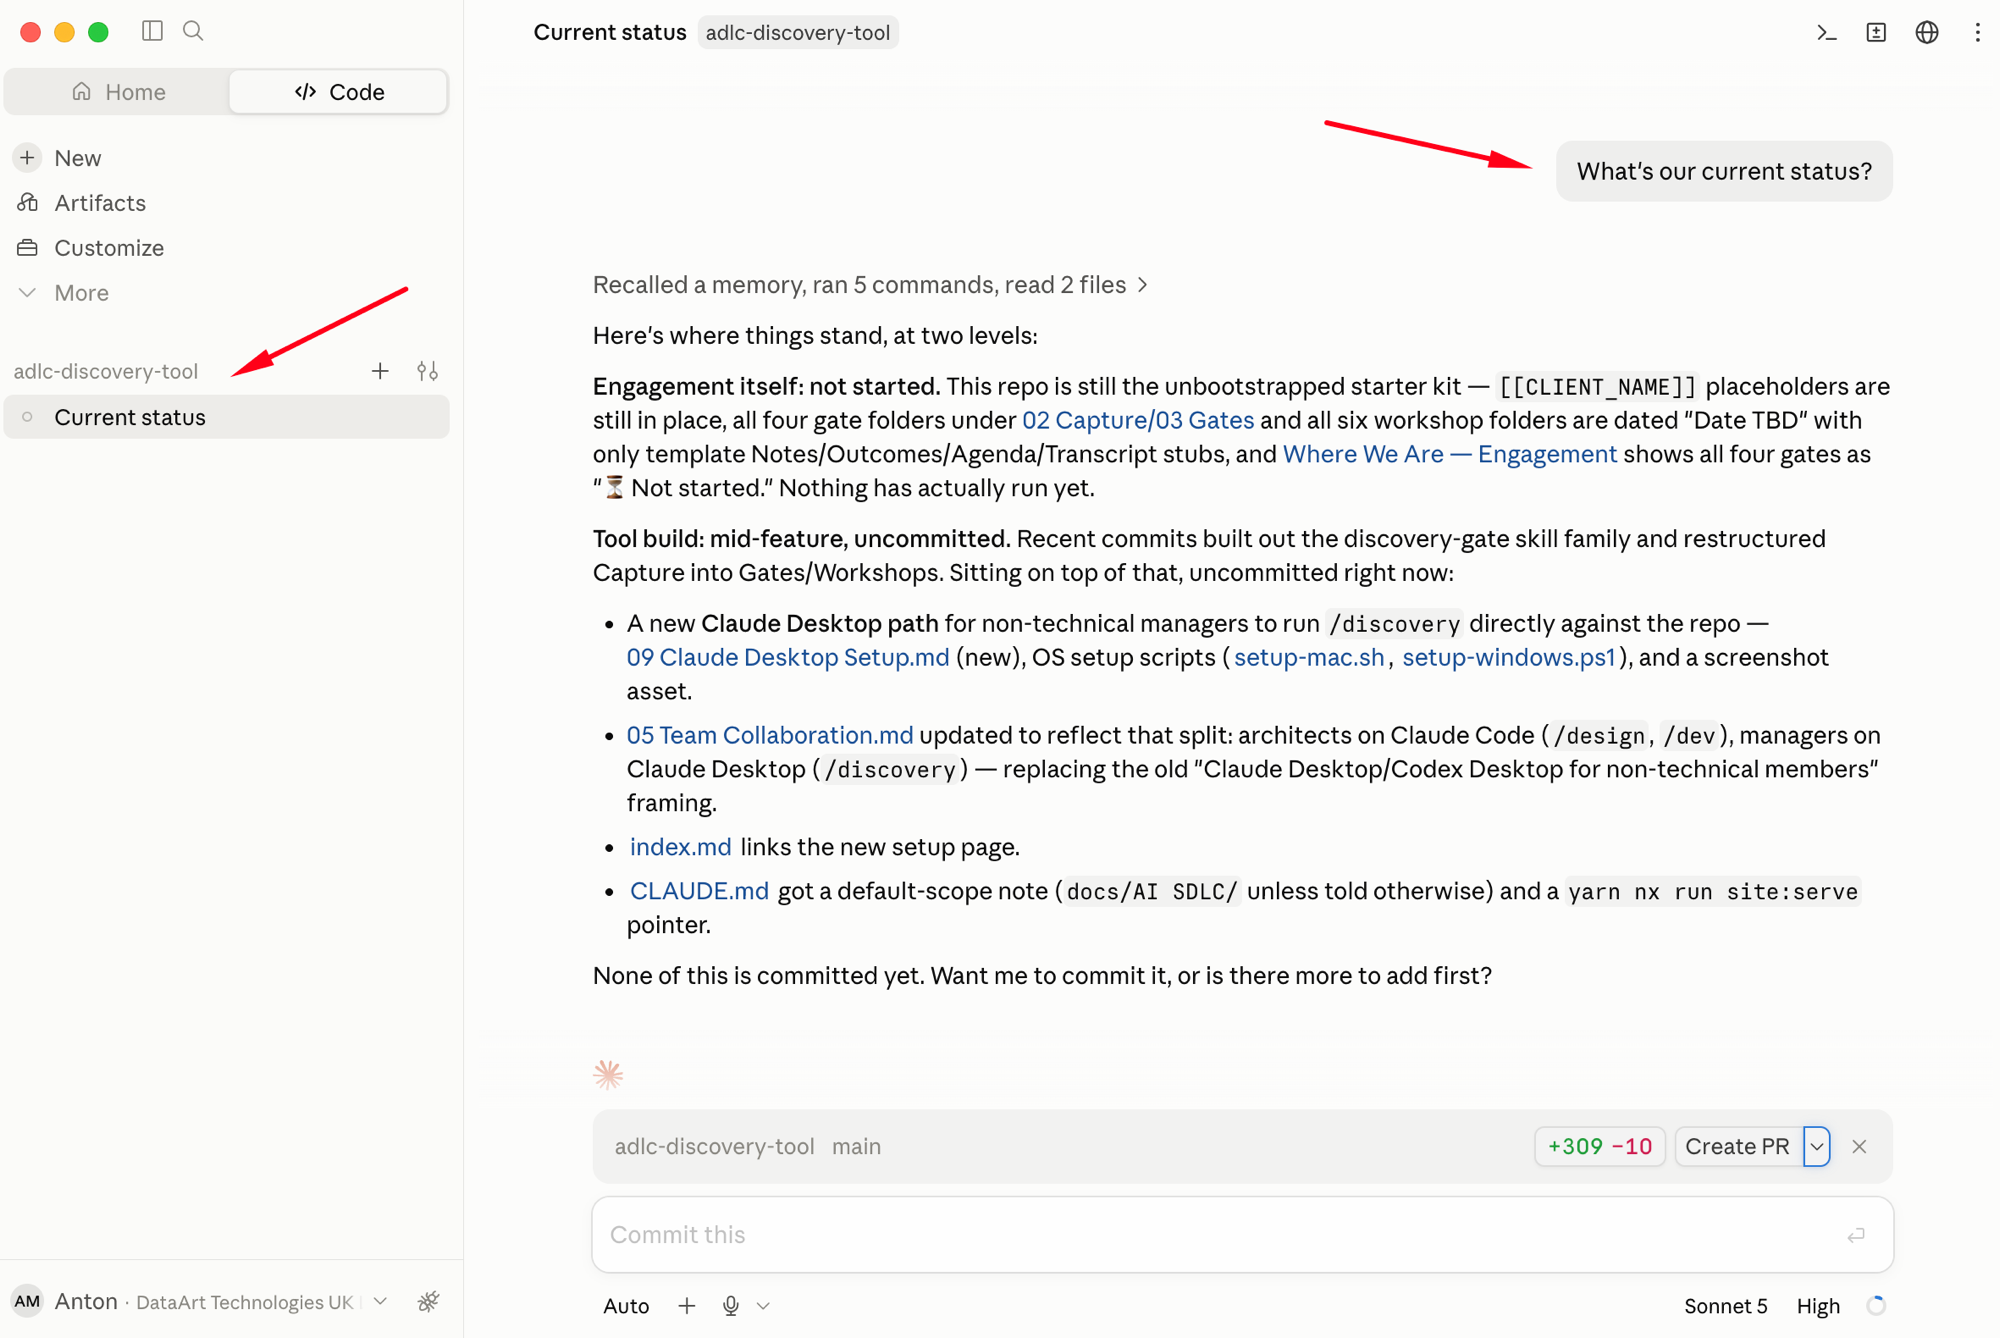 Current status adlc-discovery-tool
Home
Code
New
Artifacts
Customize
More
adlc-discovery-tool
Current status
What's our current status?
Recalled a memory, ran 5 commands, read 2 files
Here's where things stand, at two levels:
Engagement itself: not started. This repo is still the unbootstrapped starter kit — [[CLIENT_NAME]] placeholders are
still in place, all four gate folders under 02 Capture/03 Gates and all six workshop folders are dated "Date TBD" with
only template Notes/Outcomes/Agenda/Transcript stubs, and Where We Are — Engagement shows all four gates as
"⏳ Not started." Nothing has actually run yet.
Tool build: mid-feature, uncommitted. Recent commits built out the discovery-gate skill family and restructured
Capture into Gates/Workshops. Sitting on top of that, uncommitted right now:
• A new Claude Desktop path for non-technical managers to run /discovery directly against the repo —
09 Claude Desktop Setup.md (new), OS setup scripts (setup-mac.sh, setup-windows.ps1), and a screenshot
asset.
• 05 Team Collaboration.md updated to reflect that split: architects on Claude Code (/design, /dev), managers on
Claude Desktop (/discovery) — replacing the old "Claude Desktop/Codex Desktop for non-technical members"
framing.
• index.md links the new setup page.
• CLAUDE.md got a default-scope note (docs/AI SDLC/ unless told otherwise) and a yarn nx run site:serve
pointer.
None of this is committed yet. Want me to commit it, or is there more to add first?
adlc-discovery-tool main +309 -10 Create PR
Commit this
AM Anton · DataArt Technologies UK
Auto
Sonnet 5 High